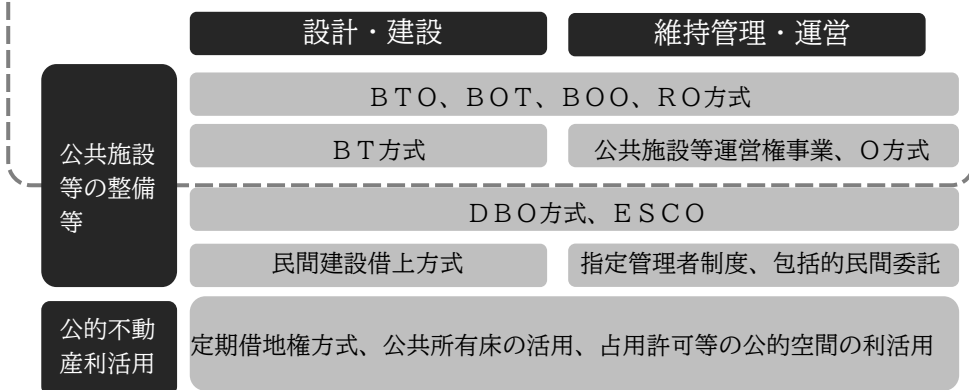 設計・建設
維持管理・運営
公共施設
等の整備
等
ＢＴＯ、ＢＯＴ、ＢＯＯ、ＲＯ方式
ＢＴ方式
公共施設等運営権事業、Ｏ方式
ＤＢＯ方式、ＥＳＣＯ
民間建設借上方式
指定管理者制度、包括的民間委託
公的不動
産利活用
定期借地権方式、公共所有床の活用、占用許可等の公的空間の利活用